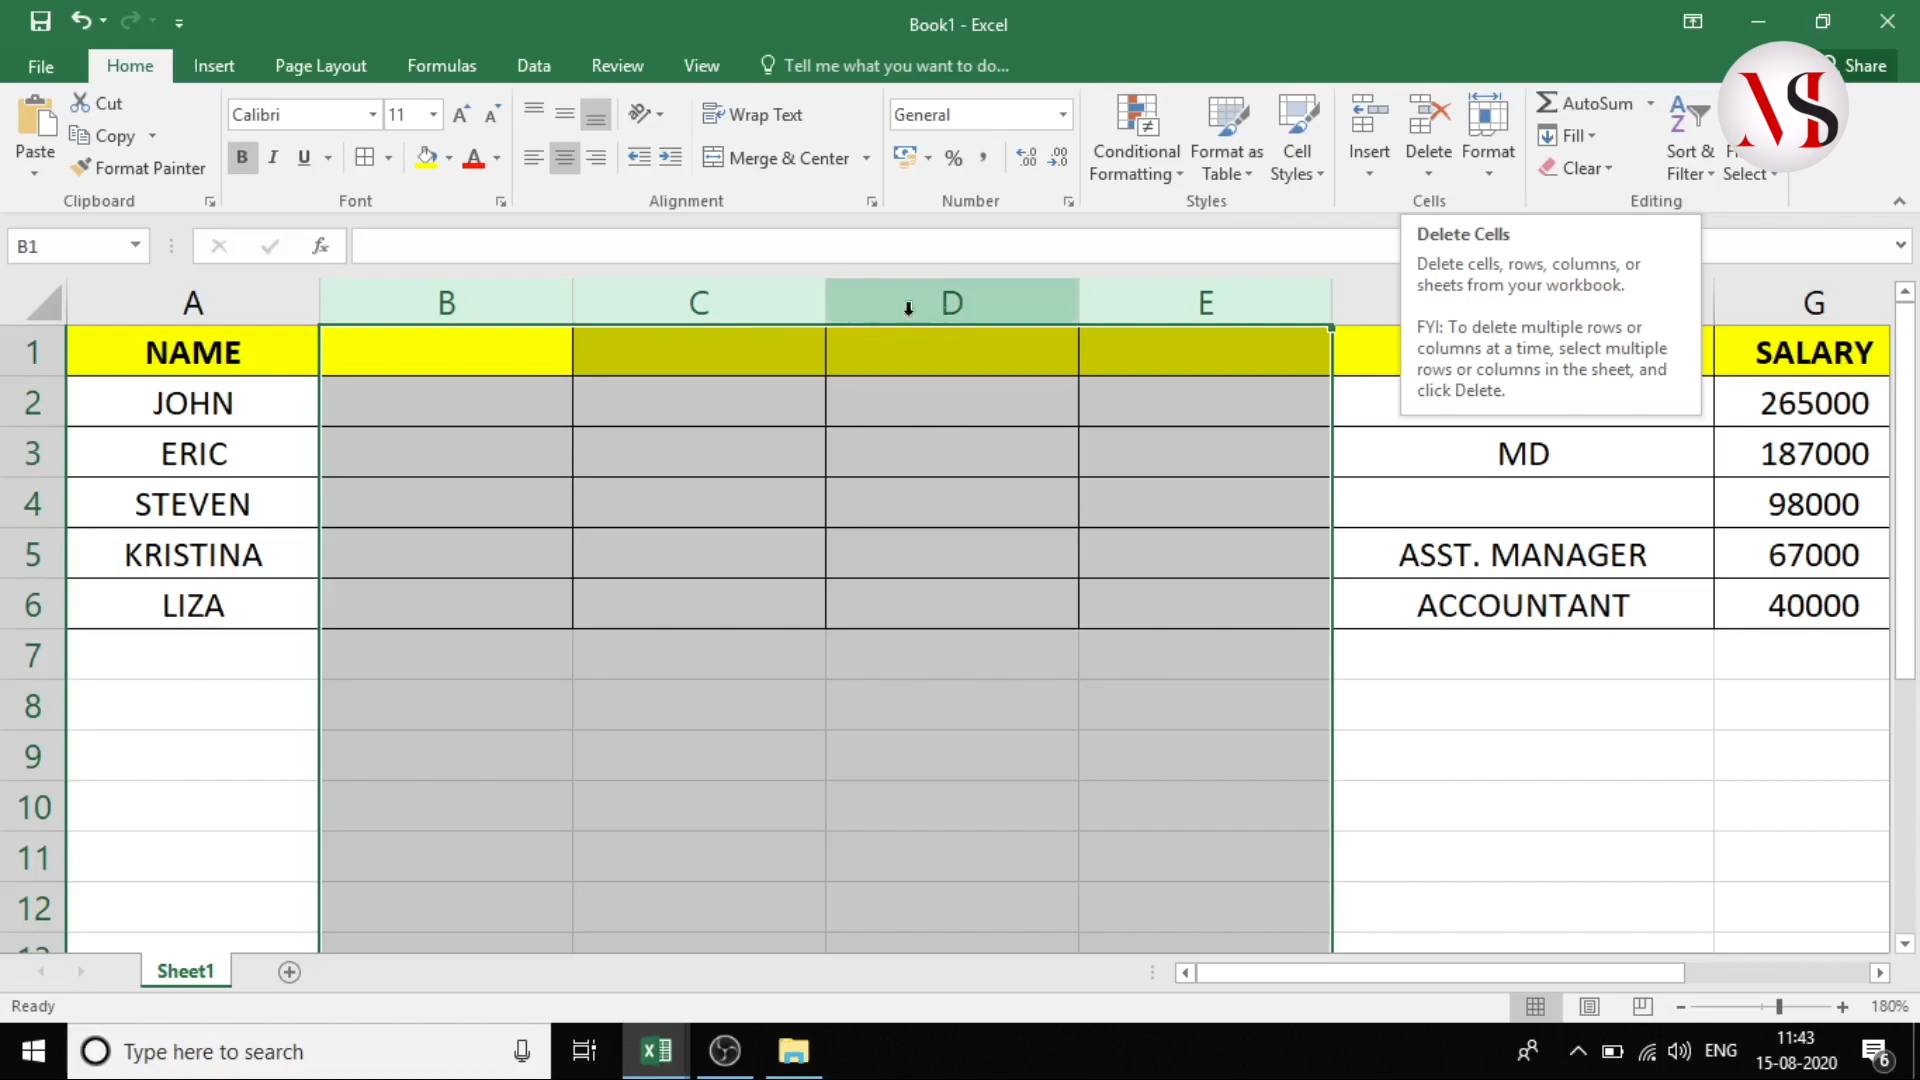 Book1 - Excel
File Home Insert Page Layout Formulas Data Review View Tell me what you want to do... Share
MS
Paste
Cut
Copy
Format Painter
Clipboard
Calibri 11
B I U
Font
Wrap Text
Merge & Center
Alignment
General
%
Number
Conditional Formatting
Format as Table
Cell Styles
Styles
Insert
Delete
Format
Cells
AutoSum
Fill
Clear
Sort & Filter
Select
Editing
B1
fx
Delete Cells
Delete cells, rows, columns, or
sheets from your workbook.
FYI: To delete multiple rows or
columns at a time, select multiple
rows or columns in the sheet, and
click Delete.
A B C D E G
1 NAME SALARY
2 JOHN 265000
3 ERIC MD 187000
4 STEVEN 98000
5 KRISTINA ASST. MANAGER 67000
6 LIZA ACCOUNTANT 40000
7
8
9
10
11
12
Sheet1
Ready 180%
Type here to search
ENG
11:43
15-08-2020
6